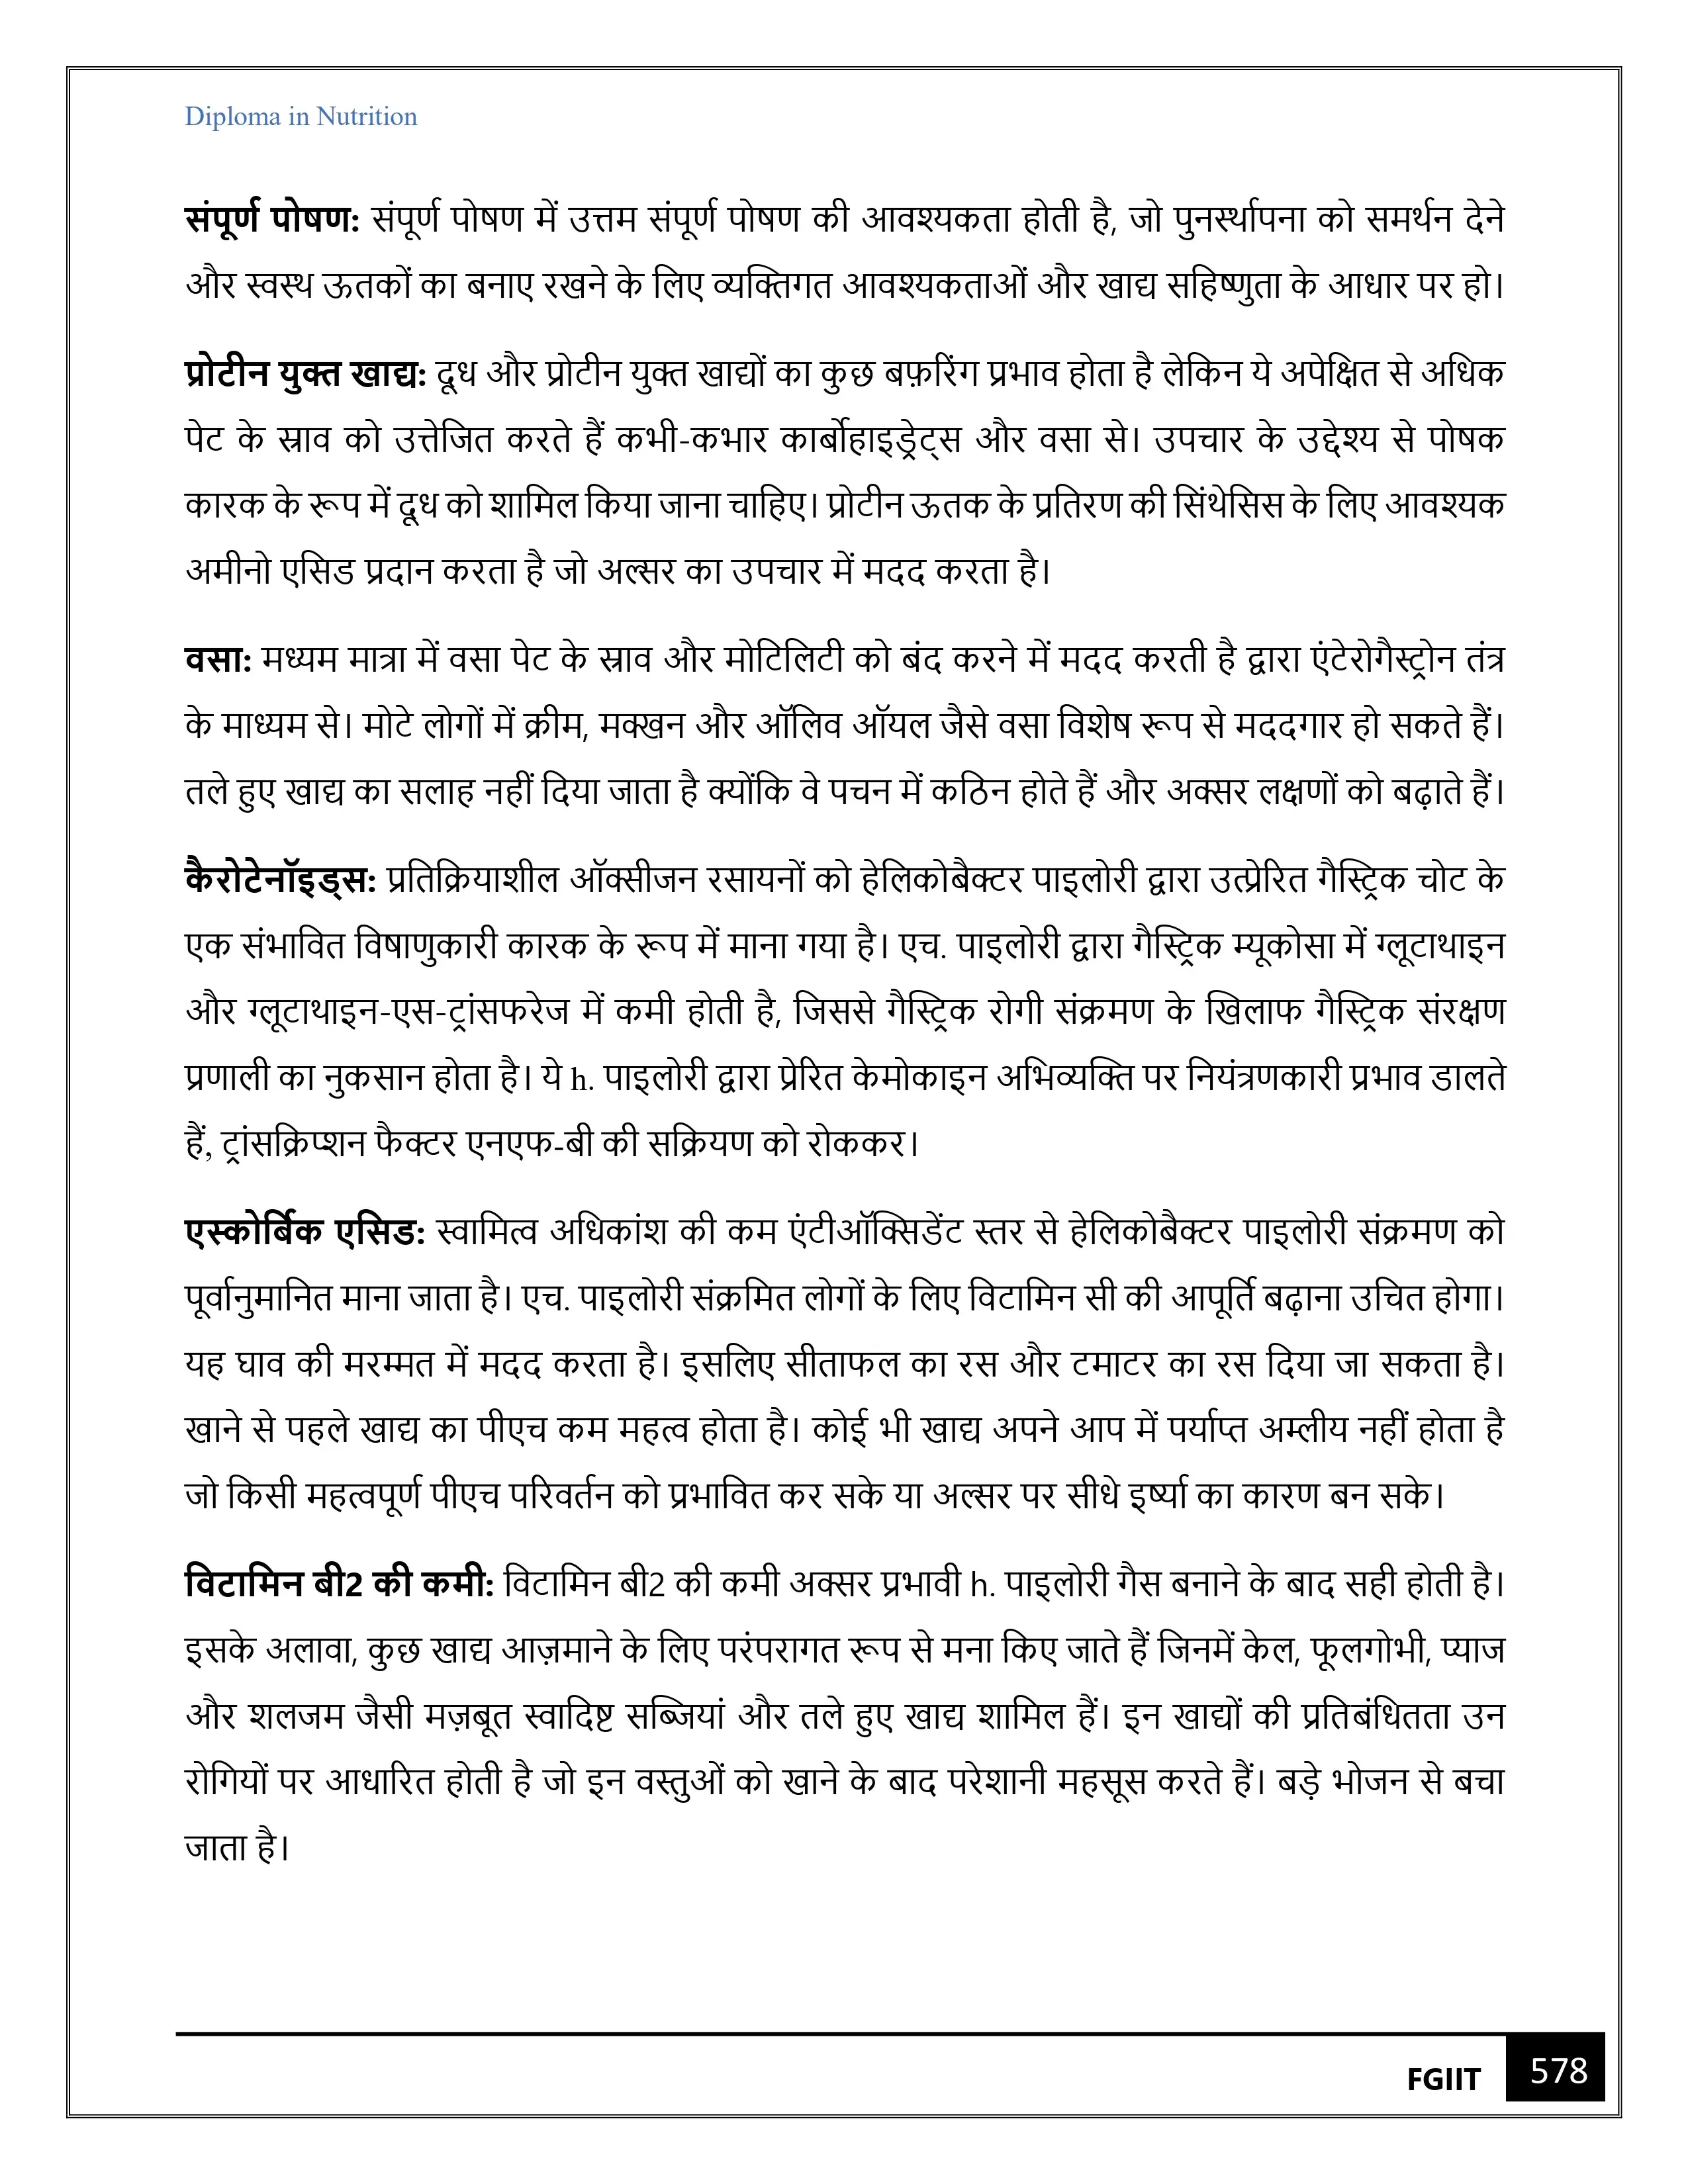 Diploma in Nutrition
संपूर्ण पोषण: संपूर्ण पोषण में उत्तम संपूर्ण पोषण की आवश्यकता होती है, जो पुनर्स्थापना को समर्थन देने
और स्वस्थ ऊतकों का बनाए रखने के लिए व्यक्तिगत आवश्यकताओं और खाद्य सहिष्णुता के आधार पर हो।
प्रोटीन युक्त खाद्य: दूध और प्रोटीन युक्त खाद्यों का कुछ बफ़रिंग प्रभाव होता है लेकिन ये अपेक्षित से अधिक
पेट के स्राव को उत्तेजित करते हैं कभी-कभार कार्बोहाइड्रेट्स और वसा से। उपचार के उद्देश्य से पोषक
कारक के रूप में दूध को शामिल किया जाना चाहिए। प्रोटीन ऊतक के प्रतिरण की सिंथेसिस के लिए आवश्यक
अमीनो एसिड प्रदान करता है जो अल्सर का उपचार में मदद करता है।
वसा: मध्यम मात्रा में वसा पेट के स्राव और मोटिलिटी को बंद करने में मदद करती है द्वारा एंटेरोगैस्ट्रोन तंत्र
के माध्यम से। मोटे लोगों में क्रीम, मक्खन और ऑलिव ऑयल जैसे वसा विशेष रूप से मददगार हो सकते हैं।
तले हुए खाद्य का सलाह नहीं दिया जाता है क्योंकि वे पचन में कठिन होते हैं और अक्सर लक्षणों को बढ़ाते हैं।
कैरोटेनॉइड्स: प्रतिक्रियाशील ऑक्सीजन रसायनों को हेलिकोबैक्टर पाइलोरी द्वारा उत्प्रेरित गैस्ट्रिक चोट के
एक संभावित विषाणुकारी कारक के रूप में माना गया है। एच. पाइलोरी द्वारा गैस्ट्रिक म्यूकोसा में ग्लूटाथाइन
और ग्लूटाथाइन-एस-ट्रांसफरेज में कमी होती है, जिससे गैस्ट्रिक रोगी संक्रमण के खिलाफ गैस्ट्रिक संरक्षण
प्रणाली का नुकसान होता है। ये h. पाइलोरी द्वारा प्रेरित केमोकाइन अभिव्यक्ति पर नियंत्रणकारी प्रभाव डालते
हैं, ट्रांसक्रिप्शन फैक्टर एनएफ-बी की सक्रियण को रोककर।
एस्कोर्बिक एसिड: स्वामित्व अधिकांश की कम एंटीऑक्सिडेंट स्तर से हेलिकोबैक्टर पाइलोरी संक्रमण को
पूर्वानुमानित माना जाता है। एच. पाइलोरी संक्रमित लोगों के लिए विटामिन सी की आपूर्ति बढ़ाना उचित होगा।
यह घाव की मरम्मत में मदद करता है। इसलिए सीताफल का रस और टमाटर का रस दिया जा सकता है।
खाने से पहले खाद्य का पीएच कम महत्व होता है। कोई भी खाद्य अपने आप में पर्याप्त अम्लीय नहीं होता है
जो किसी महत्वपूर्ण पीएच परिवर्तन को प्रभावित कर सके या अल्सर पर सीधे इर्ष्या का कारण बन सके।
विटामिन बी2 की कमी: विटामिन बी2 की कमी अक्सर प्रभावी h. पाइलोरी गैस बनाने के बाद सही होती है।
इसके अलावा, कुछ खाद्य आज़माने के लिए परंपरागत रूप से मना किए जाते हैं जिनमें केल, फूलगोभी, प्याज
और शलजम जैसी मज़बूत स्वादिष्ट सब्जियां और तले हुए खाद्य शामिल हैं। इन खाद्यों की प्रतिबंधितता उन
रोगियों पर आधारित होती है जो इन वस्तुओं को खाने के बाद परेशानी महसूस करते हैं। बड़े भोजन से बचा
जाता है।
FGIIT 578